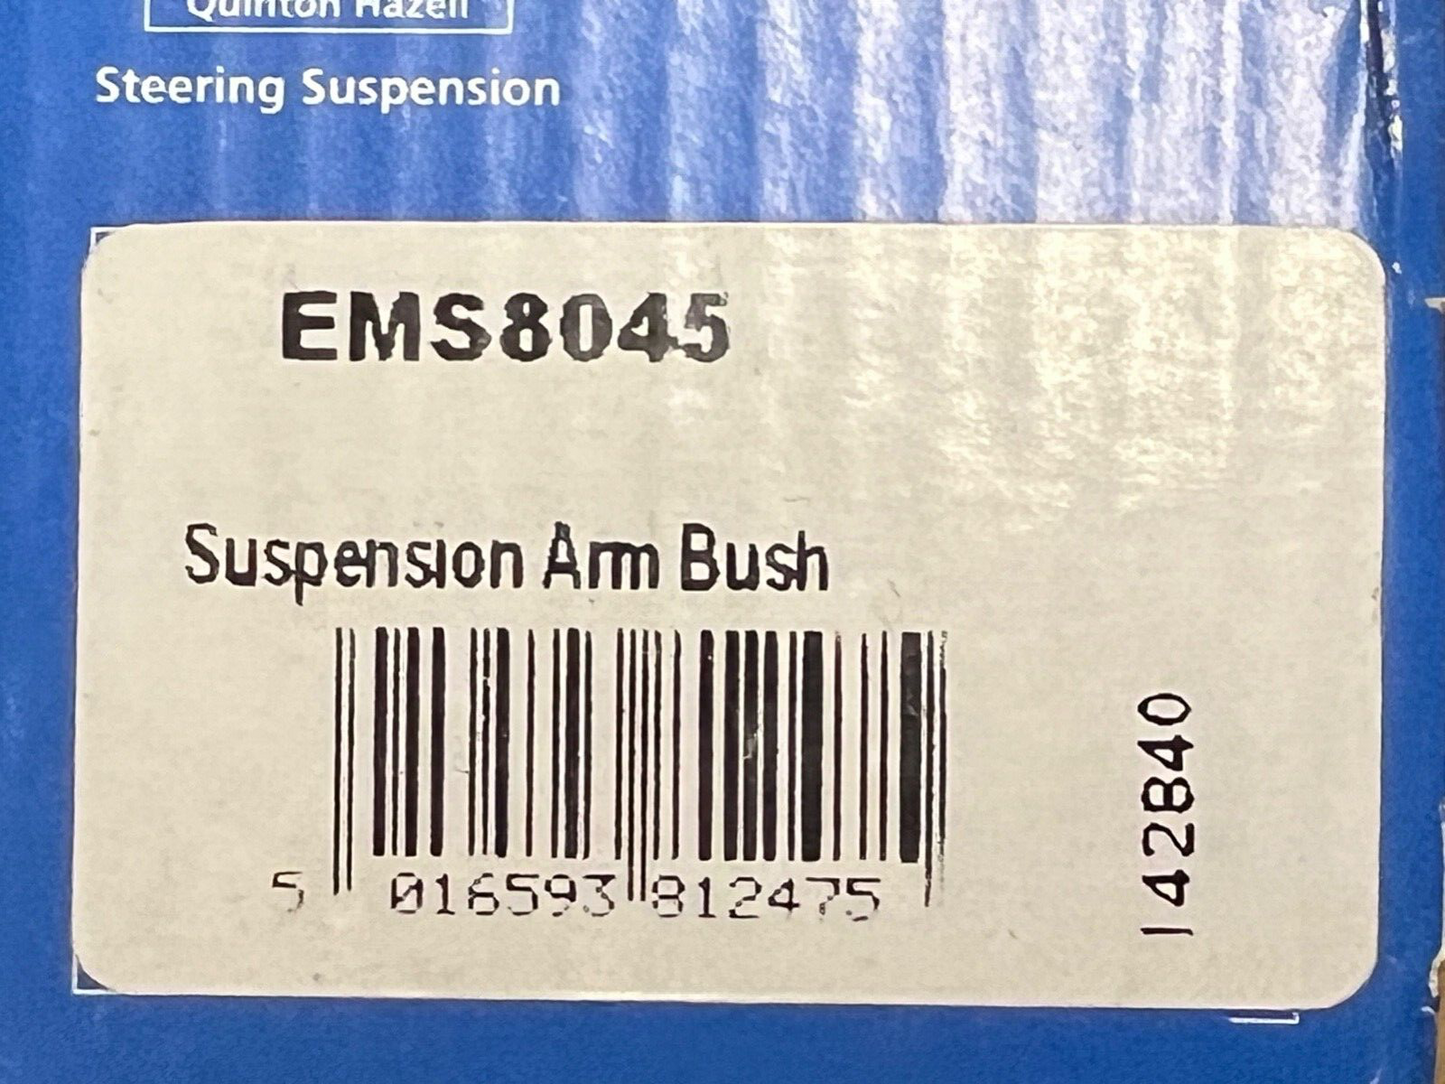 Quinton Hazell
Steering Suspension
EMS8045
Suspension Arm Bush
5 016593 812475
142840